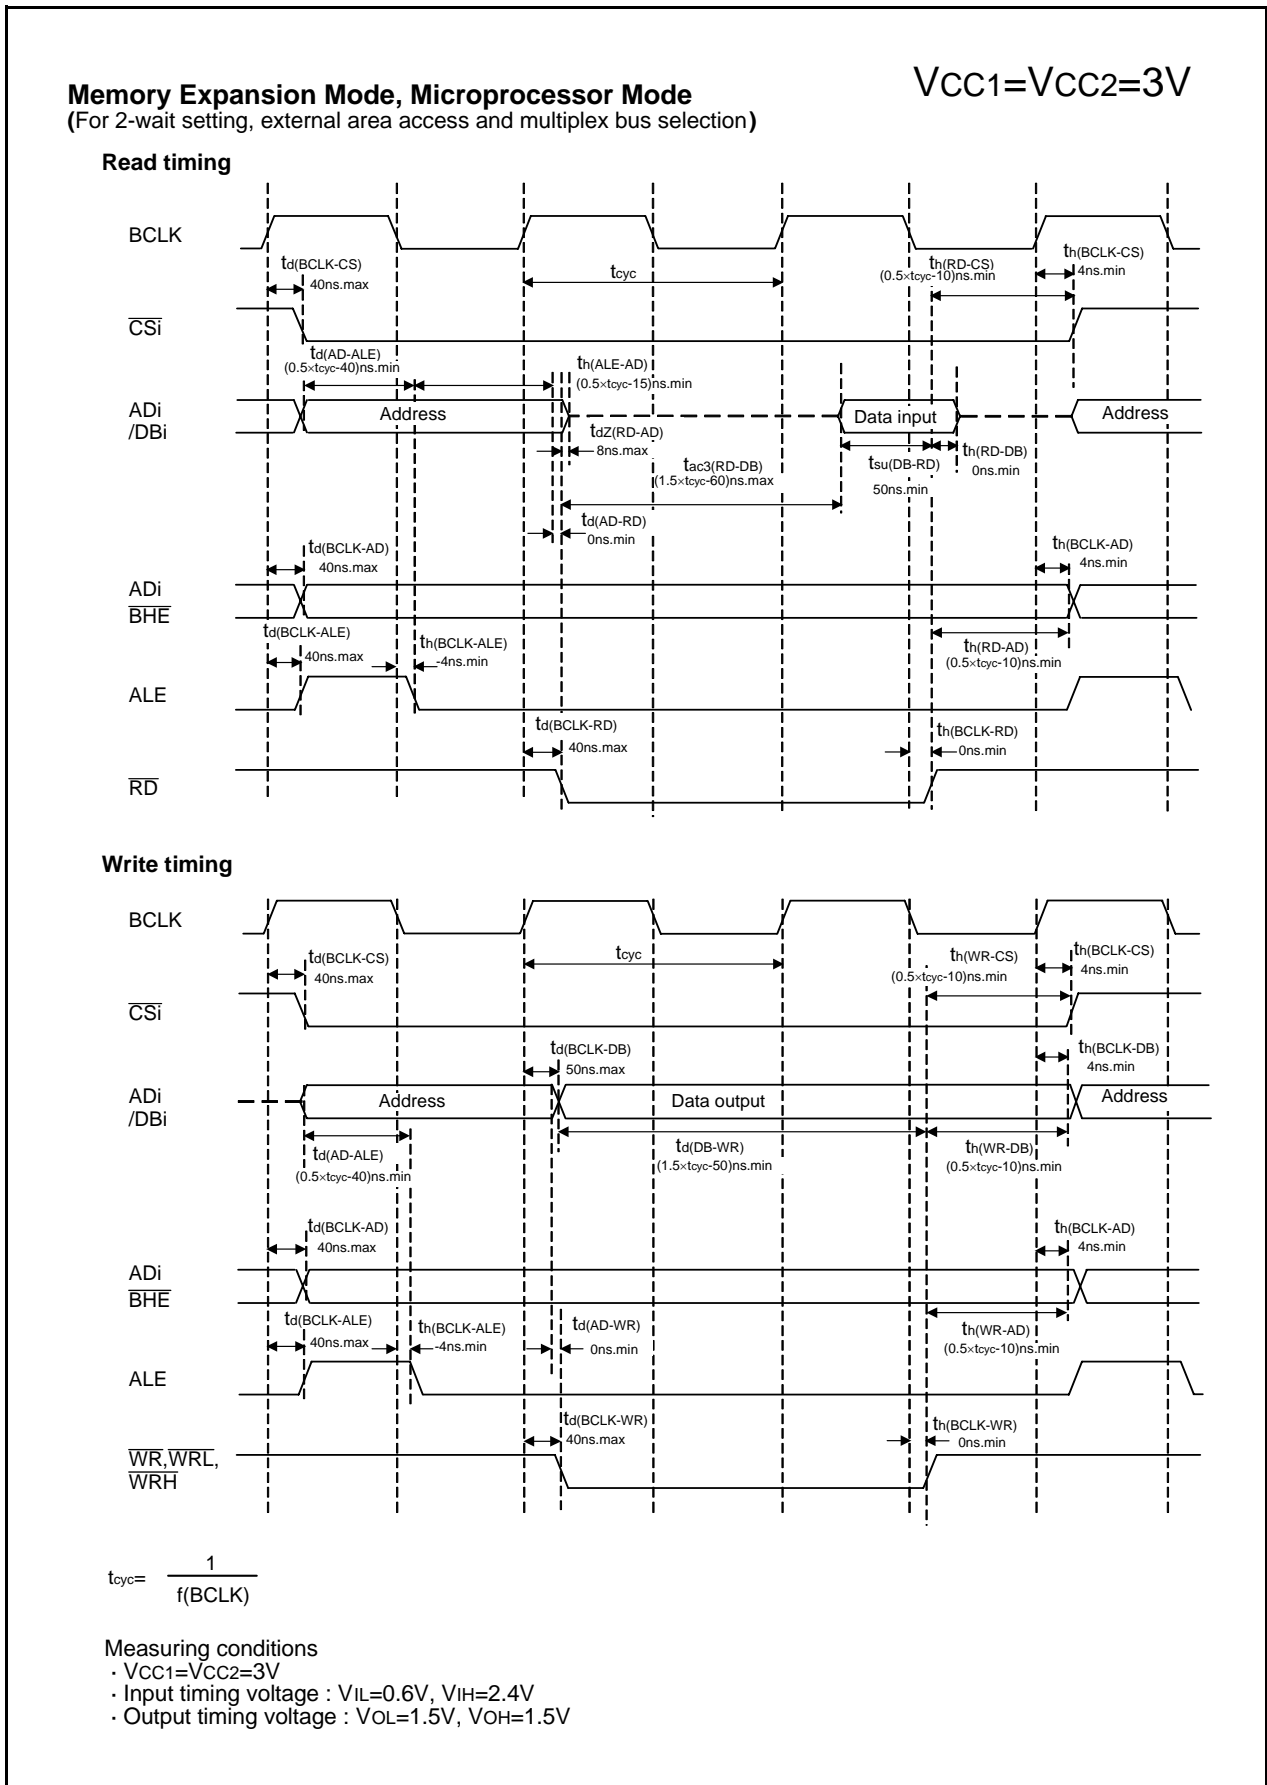 VCC1=VCC2=3V
Memory Expansion Mode, Microprocessor Mode
(For 2-wait setting, external area access and multiplex bus selection)
Read timing
BCLK
td(BCLK-CS)
40ns.max
tcyc
th(RD-CS)
(0.5×tcyc-10)ns.min
th(BCLK-CS)
4ns.min
CSi
td(AD-ALE)
(0.5×tcyc-40)ns.min
th(ALE-AD)
(0.5×tcyc-15)ns.min
ADi
/DBi
Address
Data input
Address
tdZ(RD-AD)
8ns.max
tac3(RD-DB)
(1.5×tcyc-60)ns.max
tsu(DB-RD)
50ns.min
th(RD-DB)
0ns.min
td(AD-RD)
0ns.min
td(BCLK-AD)
40ns.max
th(BCLK-AD)
4ns.min
ADi
BHE
td(BCLK-ALE)
40ns.max
th(BCLK-ALE)
-4ns.min
th(RD-AD)
(0.5×tcyc-10)ns.min
ALE
td(BCLK-RD)
40ns.max
th(BCLK-RD)
0ns.min
RD
Write timing
BCLK
td(BCLK-CS)
40ns.max
tcyc
th(WR-CS)
(0.5×tcyc-10)ns.min
th(BCLK-CS)
4ns.min
CSi
td(BCLK-DB)
50ns.max
th(BCLK-DB)
4ns.min
ADi
/DBi
Address
Data output
Address
td(AD-ALE)
(0.5×tcyc-40)ns.min
td(DB-WR)
(1.5×tcyc-50)ns.min
th(WR-DB)
(0.5×tcyc-10)ns.min
td(BCLK-AD)
40ns.max
th(BCLK-AD)
4ns.min
ADi
BHE
td(BCLK-ALE)
40ns.max
th(BCLK-ALE)
-4ns.min
td(AD-WR)
0ns.min
th(WR-AD)
(0.5×tcyc-10)ns.min
ALE
td(BCLK-WR)
40ns.max
th(BCLK-WR)
0ns.min
WR,WRL,
WRH
tcyc= 1
f(BCLK)
Measuring conditions
· VCC1=VCC2=3V
· Input timing voltage : VIL=0.6V, VIH=2.4V
· Output timing voltage : VOL=1.5V, VOH=1.5V